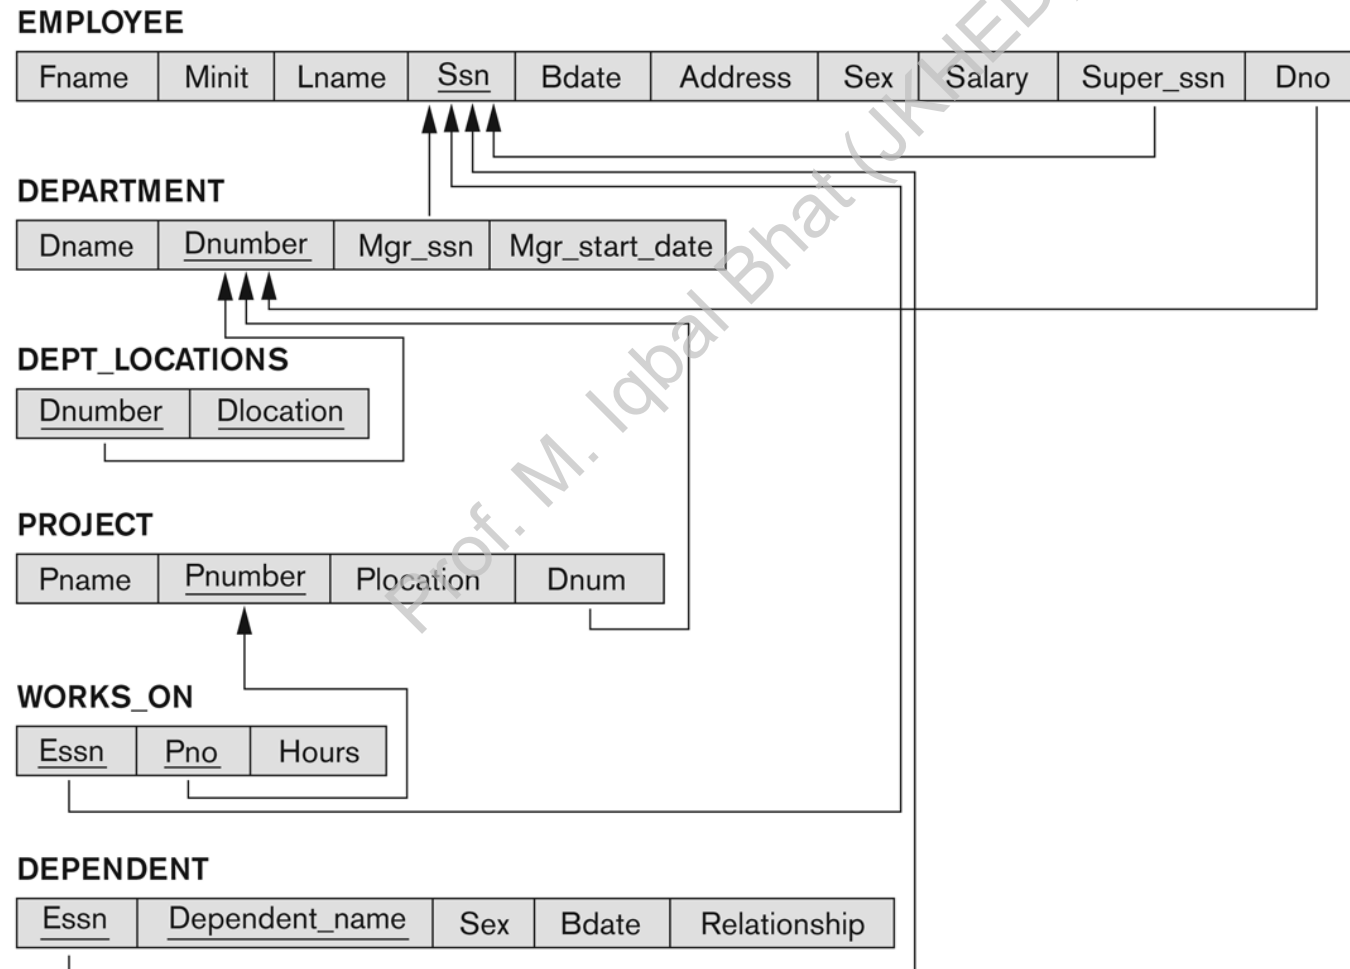 EMPLOYEE
Fname Minit Lname Ssn Bdate Address Sex Salary Super_ssn Dno
DEPARTMENT
Dname Dnumber Mgr_ssn Mgr_start_date
DEPT_LOCATIONS
Dnumber Dlocation
PROJECT
Pname Pnumber Plocation Dnum
WORKS_ON
Essn Pno Hours
DEPENDENT
Essn Dependent_name Sex Bdate Relationship
Prof. M. Iqbal Bhat (JKHED